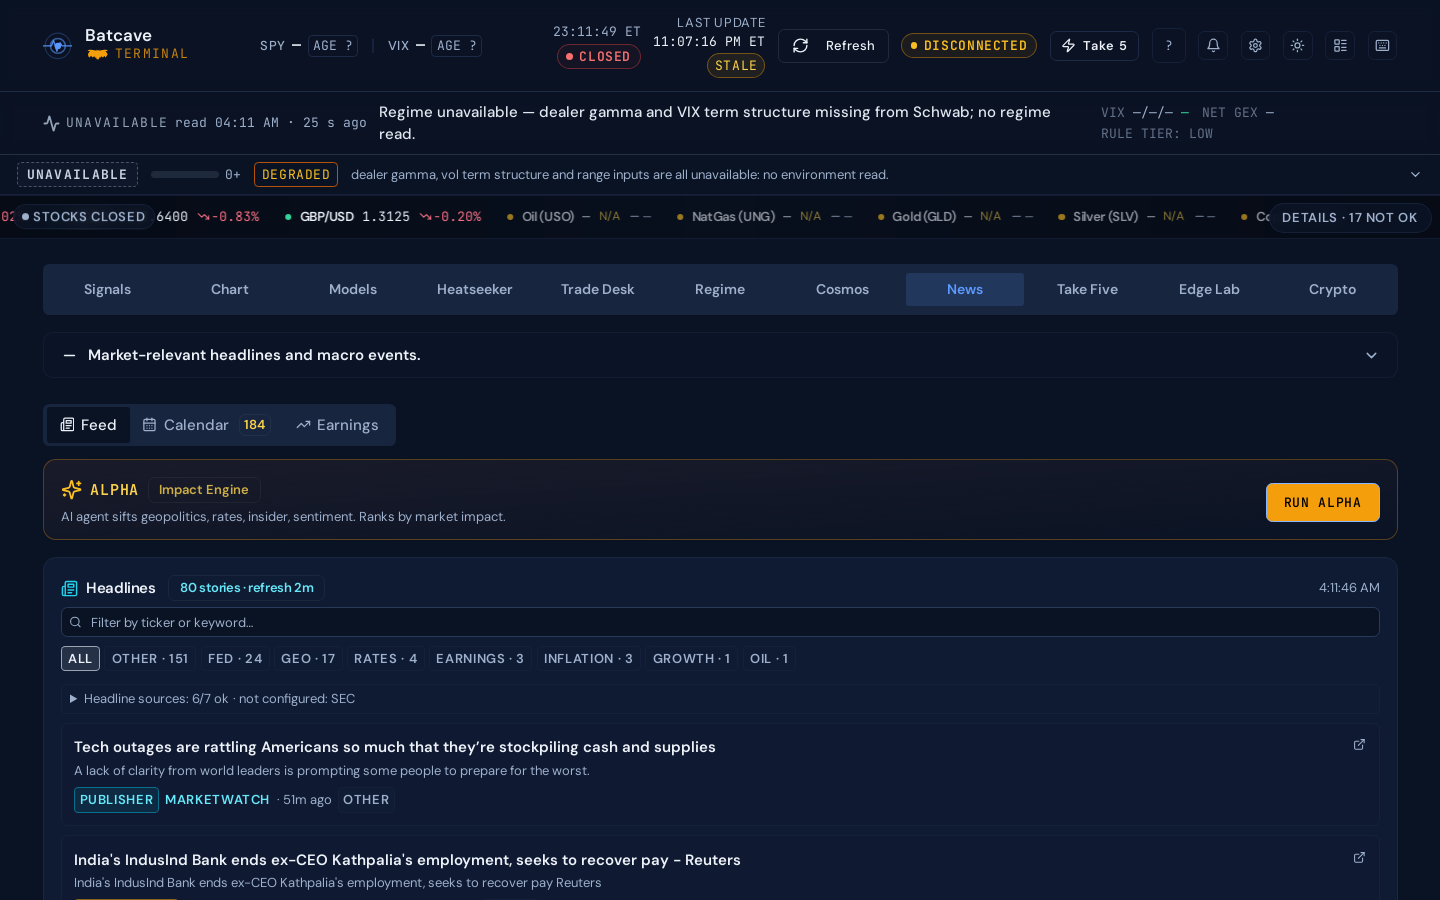 Batcave
TERMINAL
SPY — AGE ? | VIX — AGE ?
23:11:49 ET
CLOSED
LAST UPDATE
11:07:16 PM ET
STALE
Refresh
DISCONNECTED
Take 5
?
UNAVAILABLE read 04:11 AM · 25 s ago
Regime unavailable — dealer gamma and VIX term structure missing from Schwab; no regime
read.
VIX —/—/— — NET GEX —
RULE TIER: LOW
UNAVAILABLE 0+ DEGRADED dealer gamma, vol term structure and range inputs are all unavailable: no environment read.
STOCKS CLOSED 6400 -0.83% GBP/USD 1.3125 -0.20% Oil (USO) — N/A —— NatGas (UNG) — N/A —— Gold (GLD) — N/A —— Silver (SLV) — N/A —— DETAILS · 17 NOT OK
Signals Chart Models Heatseeker Trade Desk Regime Cosmos News Take Five Edge Lab Crypto
— Market-relevant headlines and macro events.
Feed Calendar 184 Earnings
ALPHA Impact Engine
AI agent sifts geopolitics, rates, insider, sentiment. Ranks by market impact.
RUN ALPHA
Headlines 80 stories · refresh 2m 4:11:46 AM
Filter by ticker or keyword...
ALL OTHER · 151 FED · 24 GEO · 17 RATES · 4 EARNINGS · 3 INFLATION · 3 GROWTH · 1 OIL · 1
Headline sources: 6/7 ok · not configured: SEC
Tech outages are rattling Americans so much that they’re stockpiling cash and supplies
A lack of clarity from world leaders is prompting some people to prepare for the worst.
PUBLISHER MARKETWATCH · 51m ago OTHER
India's IndusInd Bank ends ex-CEO Kathpalia's employment, seeks to recover pay - Reuters
India's IndusInd Bank ends ex-CEO Kathpalia's employment, seeks to recover pay Reuters